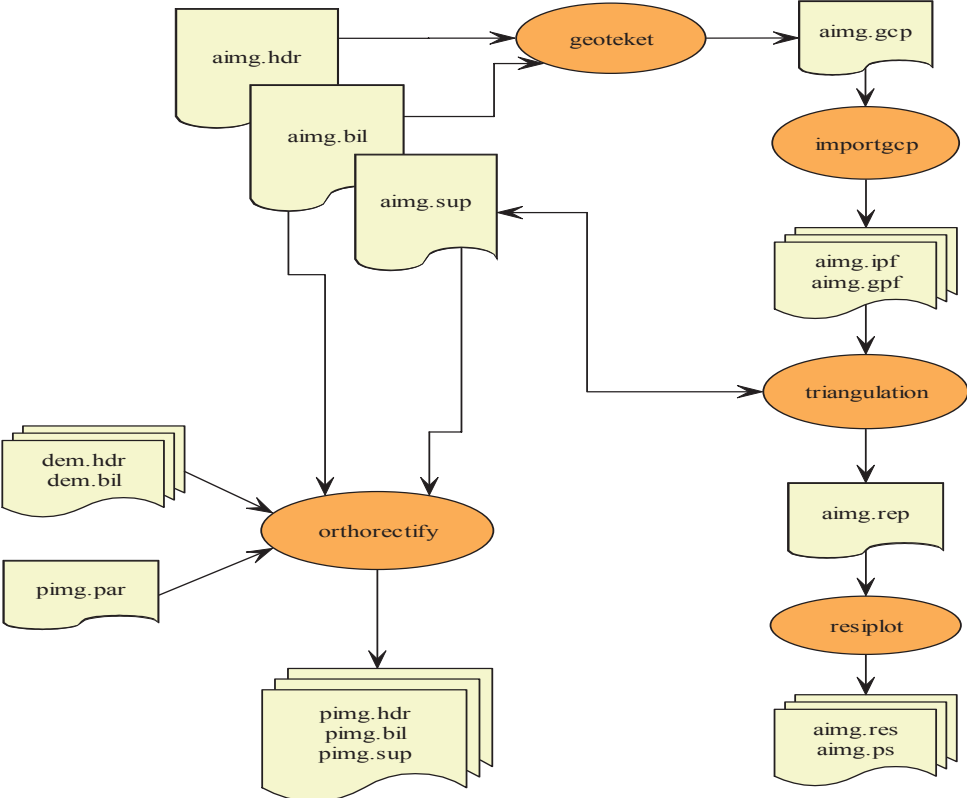 aimg.hdr
geoteket
aimg.gcp
aimg.bil
importgcp
aimg.sup
aimg.ipf
aimg.gpf
triangulation
dem.hdr
dem.bil
aimg.rep
orthorectify
pimg.par
resiplot
pimg.hdr
pimg.bil
pimg.sup
aimg.res
aimg.ps